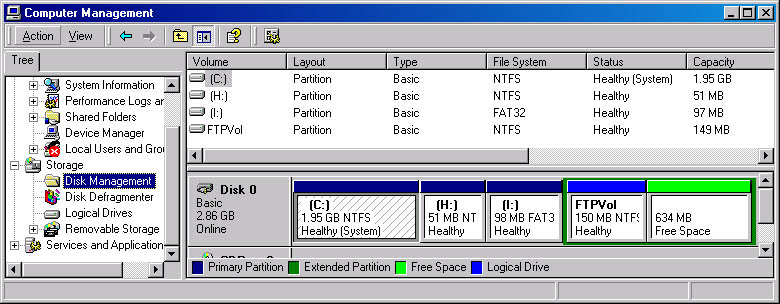 Computer Management
Action View
Tree
System Information
Performance Logs ar
Shared Folders
Device Manager
Local Users and Grou
Storage
Disk Management
Disk Defragmenter
Logical Drives
Removable Storage
Services and Application
Volume Layout Type File System Status Capacity
(C:) Partition Basic NTFS Healthy (System) 1.95 GB
(H:) Partition Basic NTFS Healthy 51 MB
(I:) Partition Basic FAT32 Healthy 97 MB
FTPVol Partition Basic NTFS Healthy 149 MB
Disk 0
Basic
2.86 GB
Online
(C:)
1.95 GB NTFS
Healthy (System)
(H:)
51 MB NT
Healthy
(I:)
98 MB FAT3
Healthy
FTPVol
150 MB NTFS
Healthy
634 MB
Free Space
Primary Partition Extended Partition Free Space Logical Drive